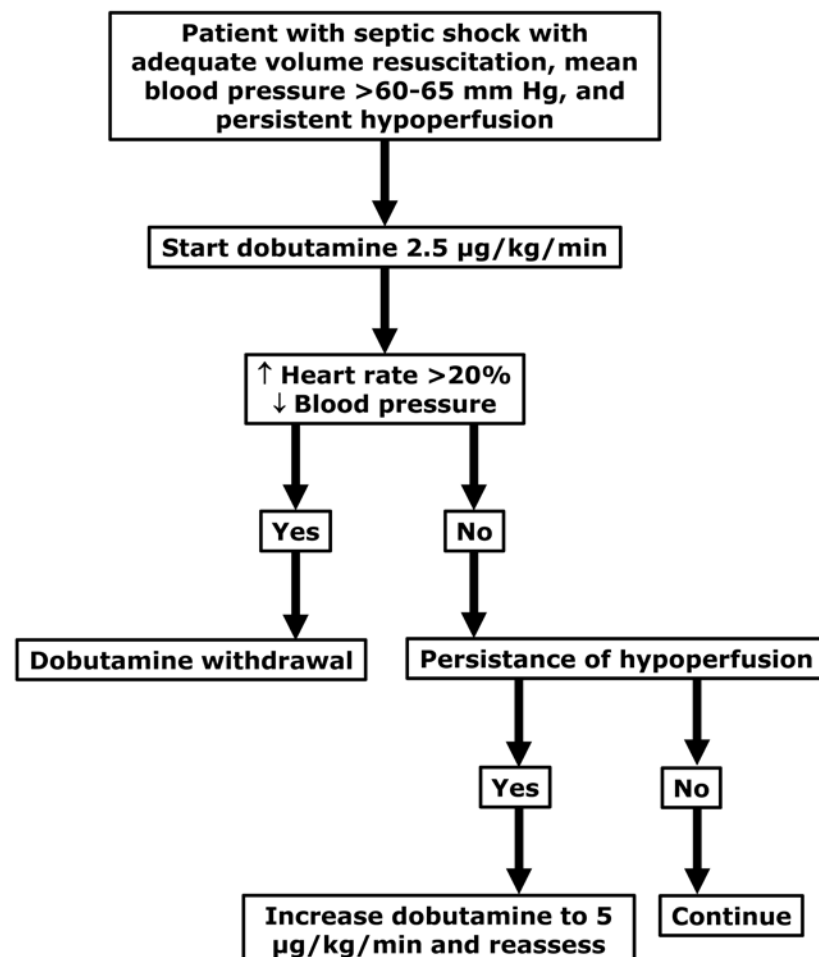 Patient with septic shock with
adequate volume resuscitation, mean
blood pressure >60-65 mm Hg, and
persistent hypoperfusion
Start dobutamine 2.5 µg/kg/min
↑ Heart rate >20%
↓ Blood pressure
Yes
No
Dobutamine withdrawal
Persistance of hypoperfusion
Yes
No
Increase dobutamine to 5
µg/kg/min and reassess
Continue